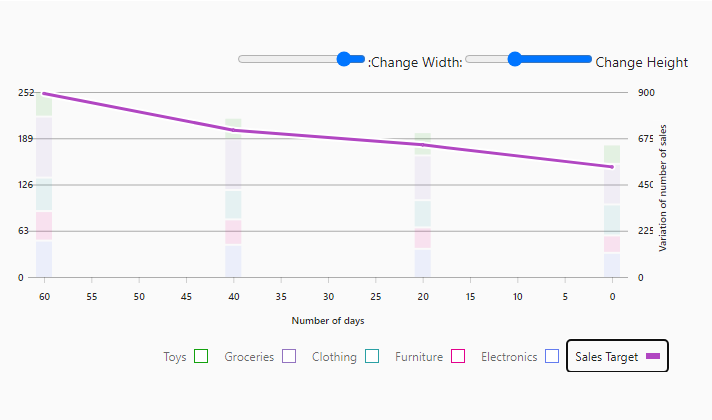 :Change Width: Change Height
252 900
189 675
126 450
63 225
0 0
Variation of number of sales
60 55 50 45 40 35 30 25 20 15 10 5 0
Number of days
Toys Groceries Clothing Furniture Electronics Sales Target